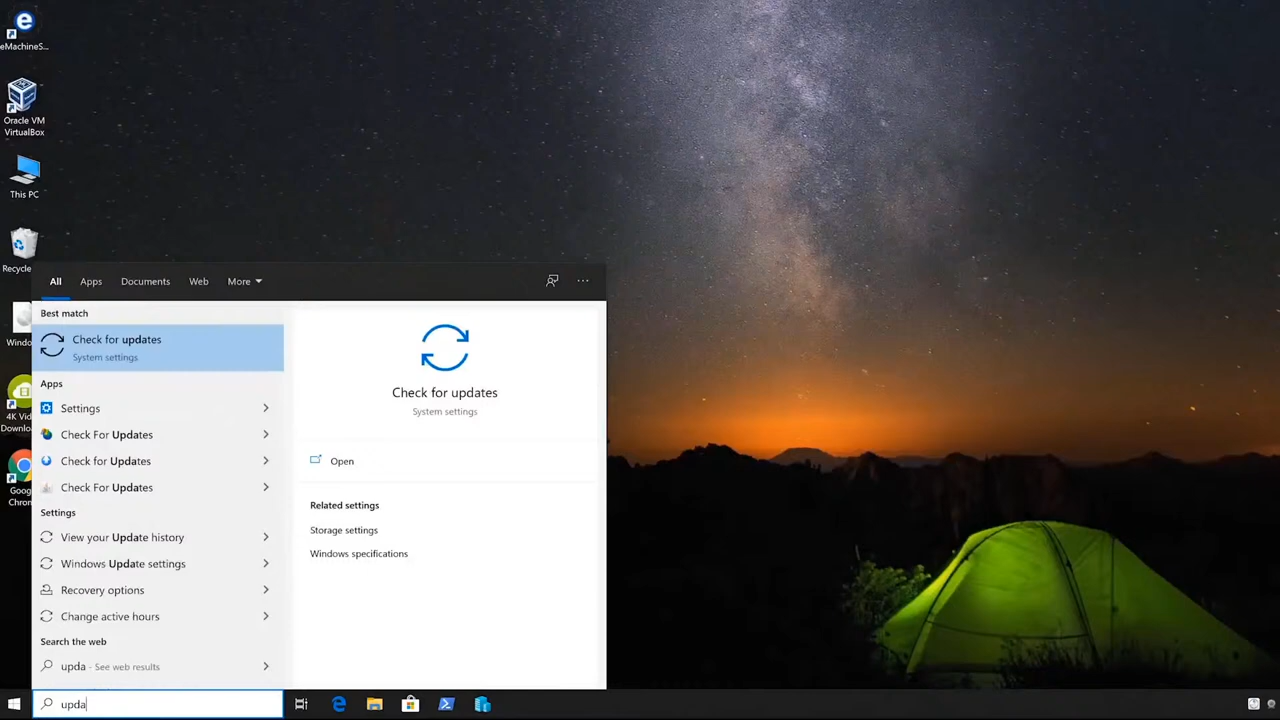 eMachineS...
Oracle VM
VirtualBox
This PC
Recycle
Windo
4K Vid
Downloa
Goog
Chron
All Apps Documents Web More
Best match
Check for updates
System settings
Apps
Settings
Check For Updates
Check for Updates
Check For Updates
Settings
View your Update history
Windows Update settings
Recovery options
Change active hours
Search the web
upda - See web results
Check for updates
System settings
Open
Related settings
Storage settings
Windows specifications
upda